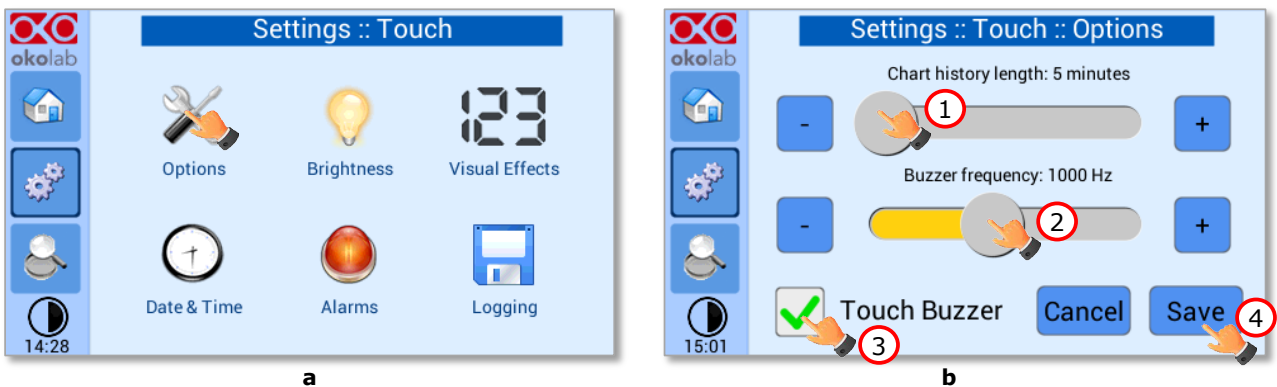 Settings :: Touch
okolab
Options
Brightness
123
Visual Effects
Date & Time
Alarms
Logging
14:28
a
Settings :: Touch :: Options
okolab
Chart history length: 5 minutes
-
1
+
Buzzer frequency: 1000 Hz
-
2
+
Touch Buzzer
Cancel
Save
3
4
15:01
b